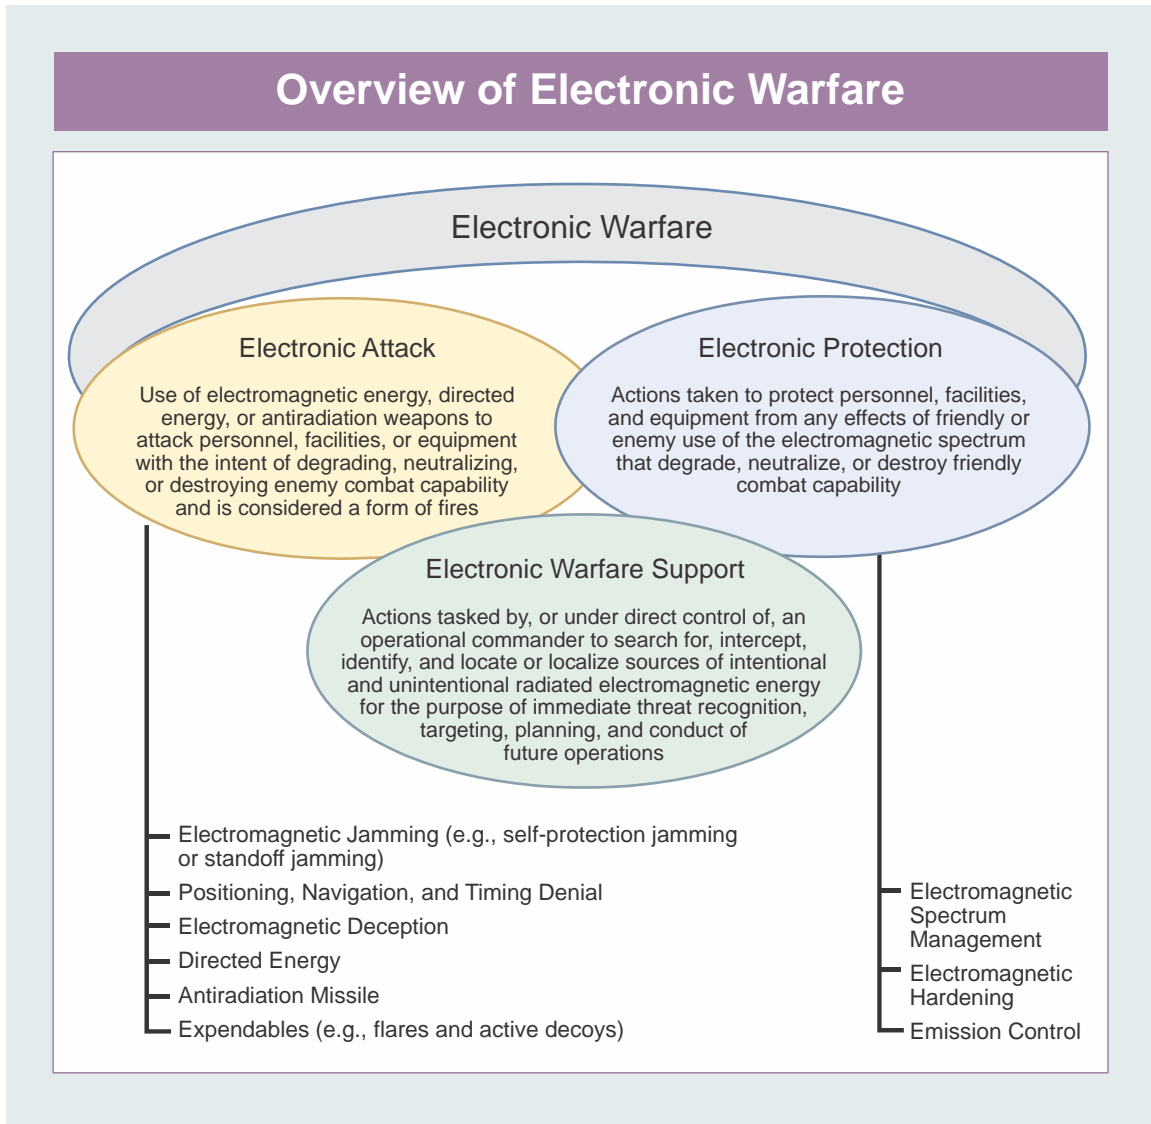 Overview of Electronic Warfare
Electronic Warfare
Electronic Attack
Use of electromagnetic energy, directed
energy, or antiradiation weapons to
attack personnel, facilities, or equipment
with the intent of degrading, neutralizing,
or destroying enemy combat capability
and is considered a form of fires
Electronic Protection
Actions taken to protect personnel, facilities,
and equipment from any effects of friendly or
enemy use of the electromagnetic spectrum
that degrade, neutralize, or destroy friendly
combat capability
Electronic Warfare Support
Actions tasked by, or under direct control of, an
operational commander to search for, intercept,
identify, and locate or localize sources of intentional
and unintentional radiated electromagnetic energy
for the purpose of immediate threat recognition,
targeting, planning, and conduct of
future operations
Electromagnetic Jamming (e.g., self-protection jamming
or standoff jamming)
Positioning, Navigation, and Timing Denial
Electromagnetic Deception
Directed Energy
Antiradiation Missile
Expendables (e.g., flares and active decoys)
Electromagnetic
Spectrum
Management
Electromagnetic
Hardening
Emission Control